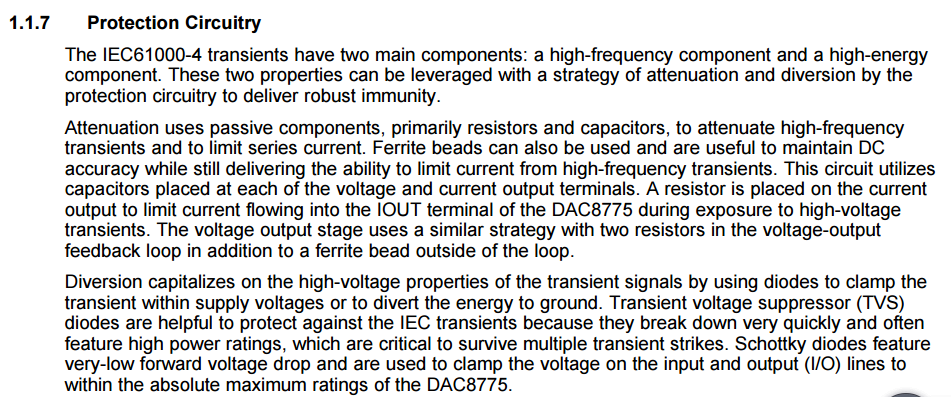 1.1.7 Protection Circuitry
The IEC61000-4 transients have two main components: a high-frequency component and a high-energy
component. These two properties can be leveraged with a strategy of attenuation and diversion by the
protection circuitry to deliver robust immunity.
Attenuation uses passive components, primarily resistors and capacitors, to attenuate high-frequency
transients and to limit series current. Ferrite beads can also be used and are useful to maintain DC
accuracy while still delivering the ability to limit current from high-frequency transients. This circuit utilizes
capacitors placed at each of the voltage and current output terminals. A resistor is placed on the current
output to limit current flowing into the IOUT terminal of the DAC8775 during exposure to high-voltage
transients. The voltage output stage uses a similar strategy with two resistors in the voltage-output
feedback loop in addition to a ferrite bead outside of the loop.
Diversion capitalizes on the high-voltage properties of the transient signals by using diodes to clamp the
transient within supply voltages or to divert the energy to ground. Transient voltage suppressor (TVS)
diodes are helpful to protect against the IEC transients because they break down very quickly and often
feature high power ratings, which are critical to survive multiple transient strikes. Schottky diodes feature
very-low forward voltage drop and are used to clamp the voltage on the input and output (I/O) lines to
within the absolute maximum ratings of the DAC8775.